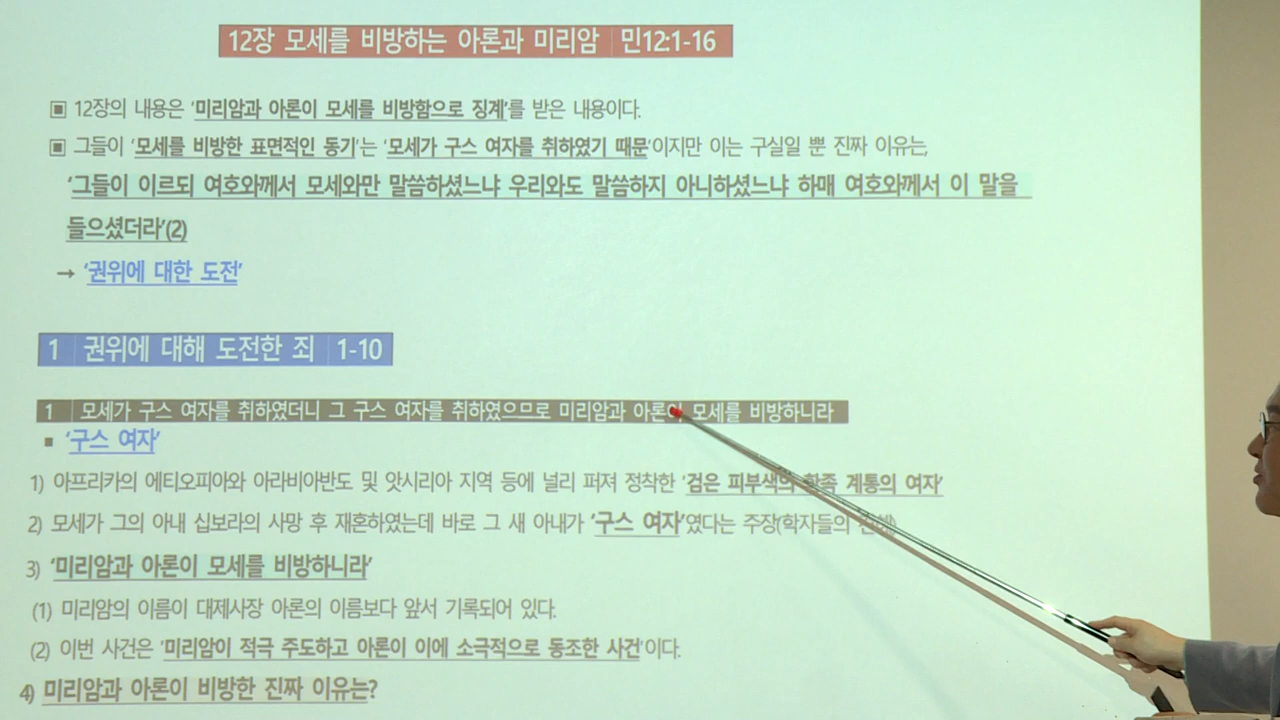 12장 모세를 비방하는 아론과 미리암 민12:1-16
▣ 12장의 내용은 '미리암과 아론이 모세를 비방함으로 징계'를 받은 내용이다.
▣ 그들이 '모세를 비방한 표면적인 동기'는 '모세가 구스 여자를 취하였기 때문'이지만 이는 구실일 뿐 진짜 이유는,
'그들이 이르되 여호와께서 모세와만 말씀하셨느냐 우리와도 말씀하지 아니하셨느냐 하매 여호와께서 이 말을
들으셨더라'(2)
→ '권위에 대한 도전'
1 권위에 대해 도전한 죄 1-10
1 모세가 구스 여자를 취하였더니 그 구스 여자를 취하였으므로 미리암과 아론이 모세를 비방하니라
▪ '구스 여자'
1) 아프리카의 에티오피아와 아라비아반도 및 앗시리아 지역 등에 널리 퍼져 정착한 '검은 피부색의 함족 계통의 여자'
2) 모세가 그의 아내 십보라의 사망 후 재혼하였는데 바로 그 새 아내가 '구스 여자'였다는 주장(학자들의
3) '미리암과 아론이 모세를 비방하니라'
(1) 미리암의 이름이 대제사장 아론의 이름보다 앞서 기록되어 있다.
(2) 이번 사건은 '미리암이 적극 주도하고 아론이 이에 소극적으로 동조한 사건'이다.
4) 미리암과 아론이 비방한 진짜 이유는?